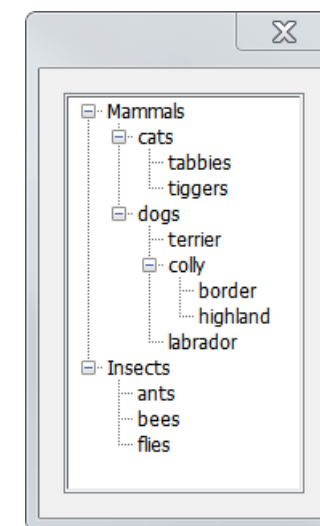 Mammals
cats
tabbies
tiggers
dogs
terrier
colly
border
highland
labrador
Insects
ants
bees
flies